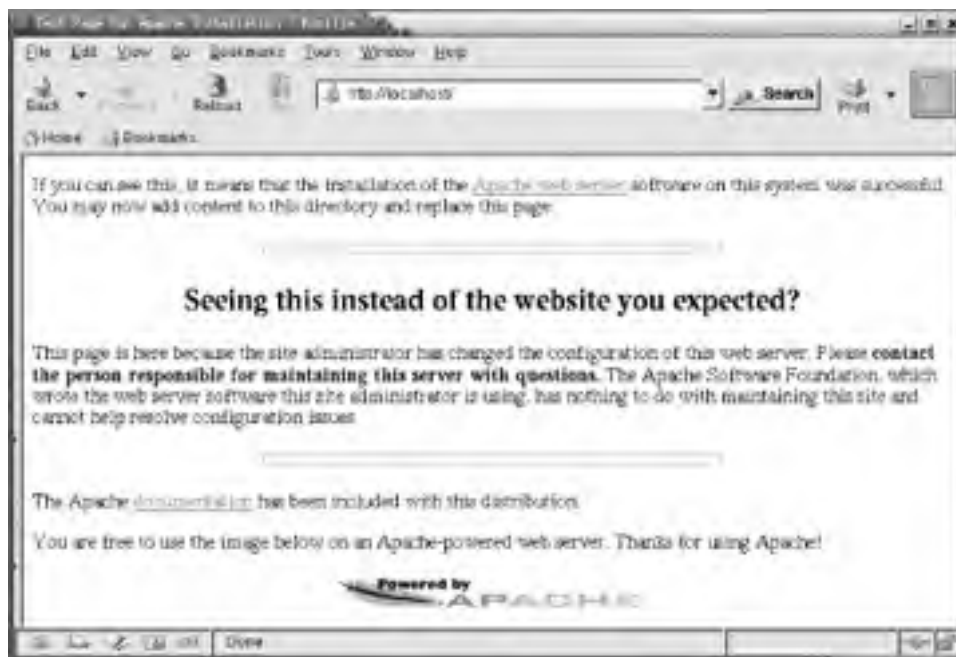 Test Page for Apache Installation - Mozilla
File Edit View Go Bookmarks Tools Window Help
Back Reload http://localhost/ Search Print
Home Bookmarks
If you can see this, it means that the installation of the Apache web server software on this system was successful.
You may now add content to this directory and replace this page.
Seeing this instead of the website you expected?
This page is here because the site administrator has changed the configuration of this web server. Please contact
the person responsible for maintaining this server with questions. The Apache Software Foundation, which
wrote the web server software this site administrator is using, has nothing to do with maintaining this site and
cannot help resolve configuration issues.
The Apache documentation has been included with this distribution.
You are free to use the image below on an Apache-powered web server. Thanks for using Apache!
Powered by
APACHE
Done